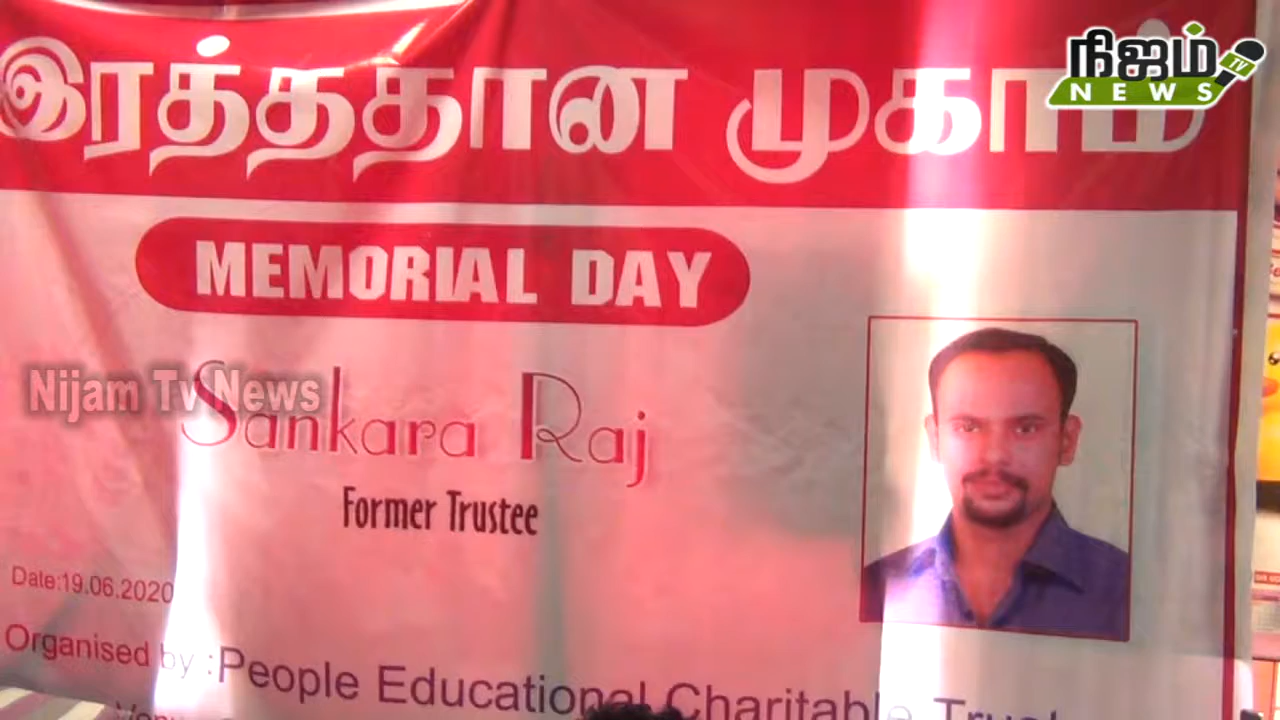 நிஜம்
TV
NEWS
இரத்ததான முகாம்
MEMORIAL DAY
Nijam Tv News
Sankara Raj
Former Trustee
Date:19.06.2020
Organised by :People Educational Charitable Trust